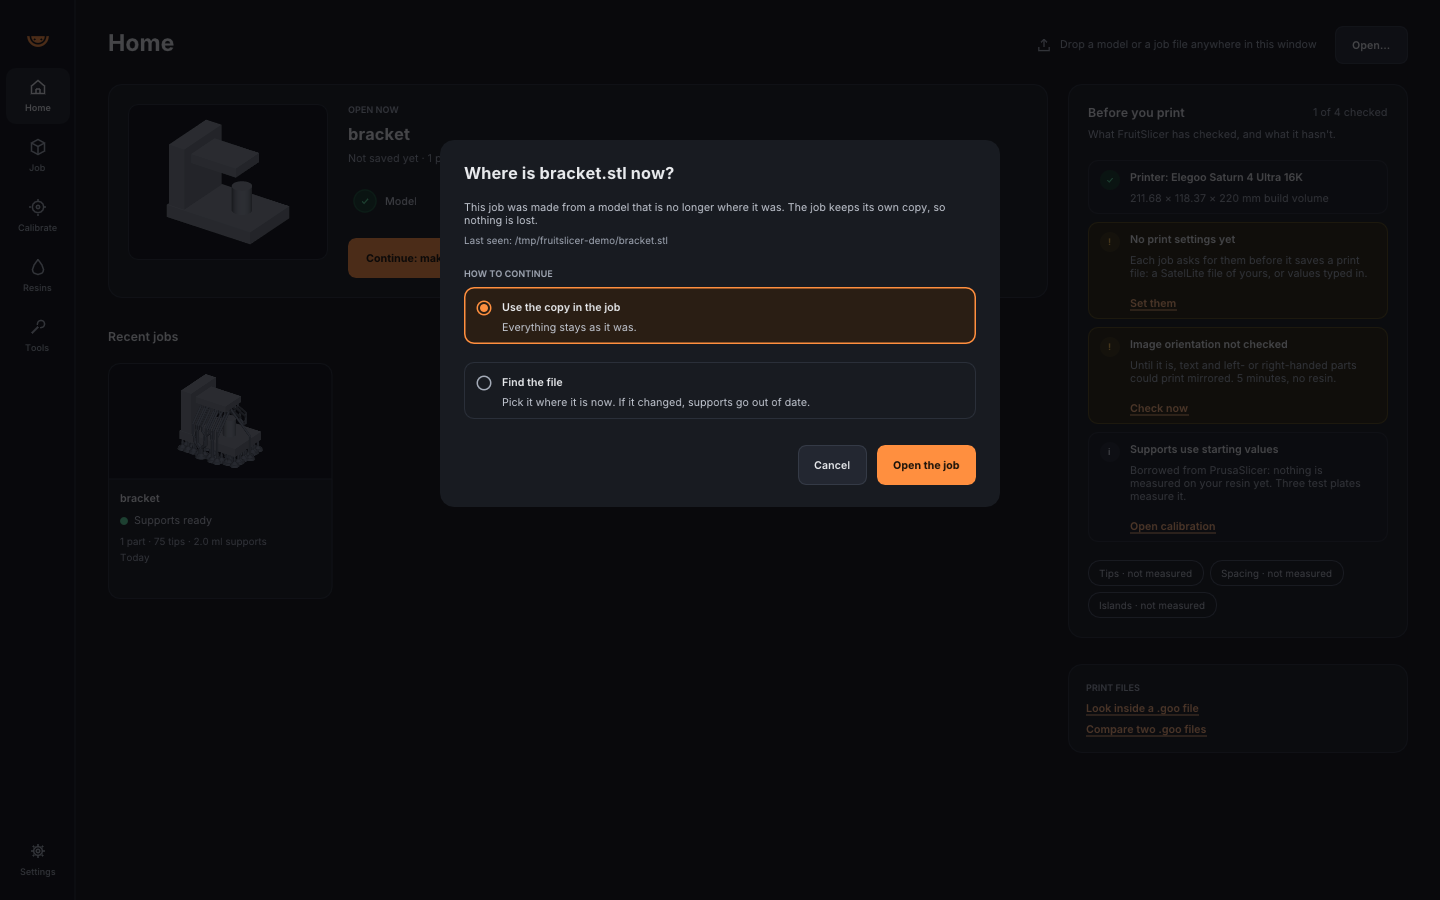 Home
Drop a model or a job file anywhere in this window
Open...
Home
Job
Calibrate
Resins
Tools
Settings
OPEN NOW
bracket
Not saved yet · 1 p
Model
Continue: mak
Recent jobs
bracket
Supports ready
1 part · 75 tips · 2.0 ml supports
Today
Where is bracket.stl now?
This job was made from a model that is no longer where it was. The job keeps its own copy, so
nothing is lost.
Last seen: /tmp/fruitslicer-demo/bracket.stl
HOW TO CONTINUE
Use the copy in the job
Everything stays as it was.
Find the file
Pick it where it is now. If it changed, supports go out of date.
Cancel
Open the job
Before you print
1 of 4 checked
What FruitSlicer has checked, and what it hasn't.
Printer: Elegoo Saturn 4 Ultra 16K
211.68 × 118.37 × 220 mm build volume
No print settings yet
Each job asks for them before it saves a print
file: a SatelLite file of yours, or values typed in.
Set them
Image orientation not checked
Until it is, text and left- or right-handed parts
could print mirrored. 5 minutes, no resin.
Check now
Supports use starting values
Borrowed from PrusaSlicer: nothing is
measured on your resin yet. Three test plates
measure it.
Open calibration
Tips · not measured
Spacing · not measured
Islands · not measured
PRINT FILES
Look inside a .goo file
Compare two .goo files